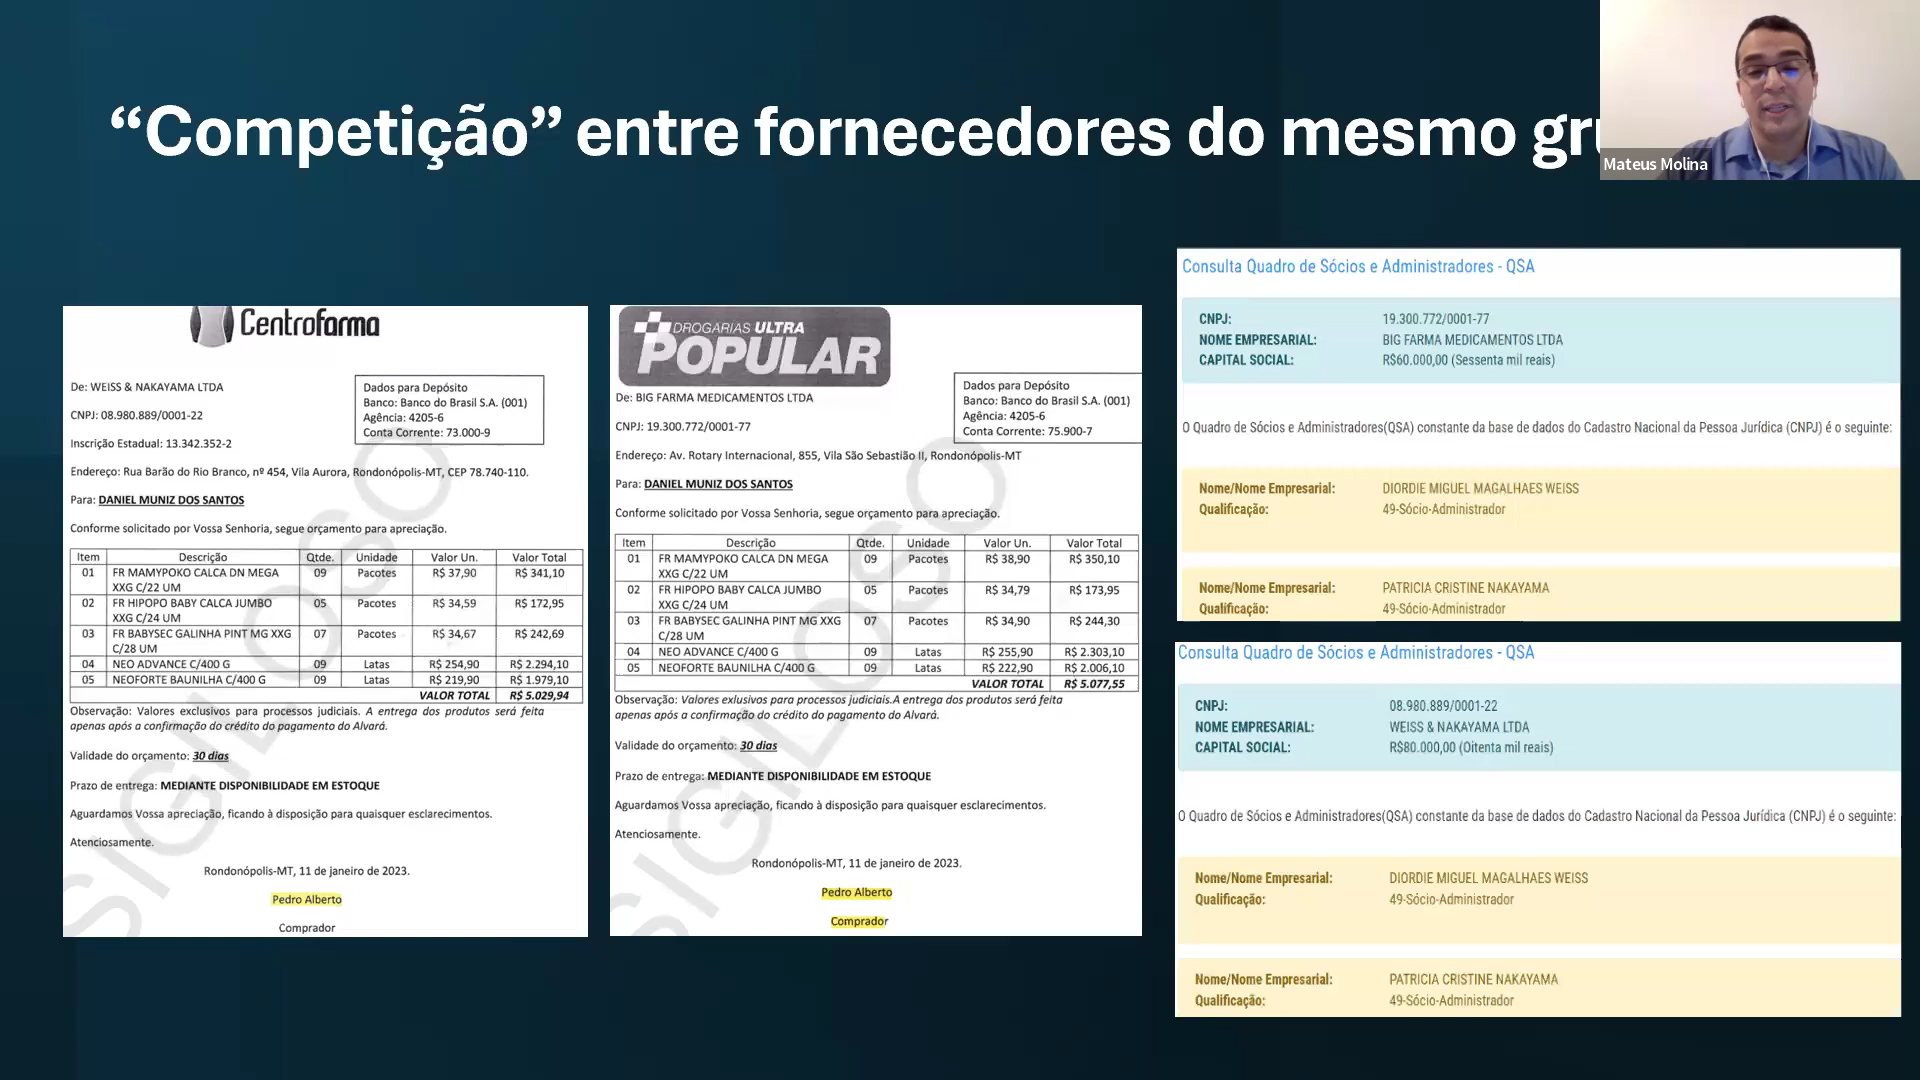 “Competição” entre fornecedores do mesmo gr
Mateus Molina
Centrofarma
De: WEISS & NAKAYAMA LTDA
CNPJ: 08.980.889/0001-22
Inscrição Estadual: 13.342.352-2
Dados para Depósito
Banco: Banco do Brasil S.A. (001)
Agência: 4205-6
Conta Corrente: 73.000-9
Endereço: Rua Barão do Rio Branco, nº 454, Vila Aurora, Rondonópolis-MT, CEP 78.740-110.
Para: DANIEL MUNIZ DOS SANTOS
Conforme solicitado por Vossa Senhoria, segue orçamento para apreciação.
Item Descrição Qtde. Unidade Valor Un. Valor Total
01 FR MAMYPOKO CALCA DN MEGA 09 Pacotes R$ 37,90 R$ 341,10
XXG C/22 UM
02 FR HIPOPO BABY CALCA JUMBO 05 Pacotes R$ 34,59 R$ 172,95
XXG C/24 UM
03 FR BABYSEC GALINHA PINT MG XXG 07 Pacotes R$ 34,67 R$ 242,69
C/28 UM
04 NEO ADVANCE C/400 G 09 Latas R$ 254,90 R$ 2.294,10
05 NEOFORTE BAUNILHA C/400 G 09 Latas R$ 219,90 R$ 1.979,10
VALOR TOTAL R$ 5.029,94
Observação: Valores exclusivos para processos judiciais. A entrega dos produtos será feita
apenas após a confirmação do crédito do pagamento do Alvará.
Validade do orçamento: 30 dias
Prazo de entrega: MEDIANTE DISPONIBILIDADE EM ESTOQUE
Aguardamos Vossa apreciação, ficando à disposição para quaisquer esclarecimentos.
Atenciosamente.
Rondonópolis-MT, 11 de janeiro de 2023.
Pedro Alberto
Comprador
SIGILOSO
DROGARIAS ULTRA
POPULAR
De: BIG FARMA MEDICAMENTOS LTDA
CNPJ: 19.300.772/0001-77
Dados para Depósito
Banco: Banco do Brasil S.A. (001)
Agência: 4205-6
Conta Corrente: 75.900-7
Endereço: Av. Rotary Internacional, 855, Vila São Sebastião II, Rondonópolis-MT
Para: DANIEL MUNIZ DOS SANTOS
Conforme solicitado por Vossa Senhoria, segue orçamento para apreciação.
Item Descrição Qtde. Unidade Valor Un. Valor Total
01 FR MAMYPOKO CALCA DN MEGA 09 Pacotes R$ 38,90 R$ 350,10
XXG C/22 UM
02 FR HIPOPO BABY CALCA JUMBO 05 Pacotes R$ 34,79 R$ 173,95
XXG C/24 UM
03 FR BABYSEC GALINHA PINT MG XXG 07 Pacotes R$ 34,90 R$ 244,30
C/28 UM
04 NEO ADVANCE C/400 G 09 Latas R$ 255,90 R$ 2.303,10
05 NEOFORTE BAUNILHA C/400 G 09 Latas R$ 222,90 R$ 2.006,10
VALOR TOTAL R$ 5.077,55
Observação: Valores exlusivos para processos judiciais.A entrega dos produtos será feita
apenas após a confirmação do crédito do pagamento do Alvará.
Validade do orçamento: 30 dias
Prazo de entrega: MEDIANTE DISPONIBILIDADE EM ESTOQUE
Aguardamos Vossa apreciação, ficando à disposição para quaisquer esclarecimentos.
Atenciosamente.
Rondonópolis-MT, 11 de janeiro de 2023.
Pedro Alberto
Comprador
SIGILOSO
Consulta Quadro de Sócios e Administradores - QSA
CNPJ: 19.300.772/0001-77
NOME EMPRESARIAL: BIG FARMA MEDICAMENTOS LTDA
CAPITAL SOCIAL: R$60.000,00 (Sessenta mil reais)
O Quadro de Sócios e Administradores(QSA) constante da base de dados do Cadastro Nacional da Pessoa Jurídica (CNPJ) é o seguinte:
Nome/Nome Empresarial: DIORDIE MIGUEL MAGALHAES WEISS
Qualificação: 49-Sócio-Administrador
Nome/Nome Empresarial: PATRICIA CRISTINE NAKAYAMA
Qualificação: 49-Sócio-Administrador
Consulta Quadro de Sócios e Administradores - QSA
CNPJ: 08.980.889/0001-22
NOME EMPRESARIAL: WEISS & NAKAYAMA LTDA
CAPITAL SOCIAL: R$80.000,00 (Oitenta mil reais)
O Quadro de Sócios e Administradores(QSA) constante da base de dados do Cadastro Nacional da Pessoa Jurídica (CNPJ) é o seguinte:
Nome/Nome Empresarial: DIORDIE MIGUEL MAGALHAES WEISS
Qualificação: 49-Sócio-Administrador
Nome/Nome Empresarial: PATRICIA CRISTINE NAKAYAMA
Qualificação: 49-Sócio-Administrador